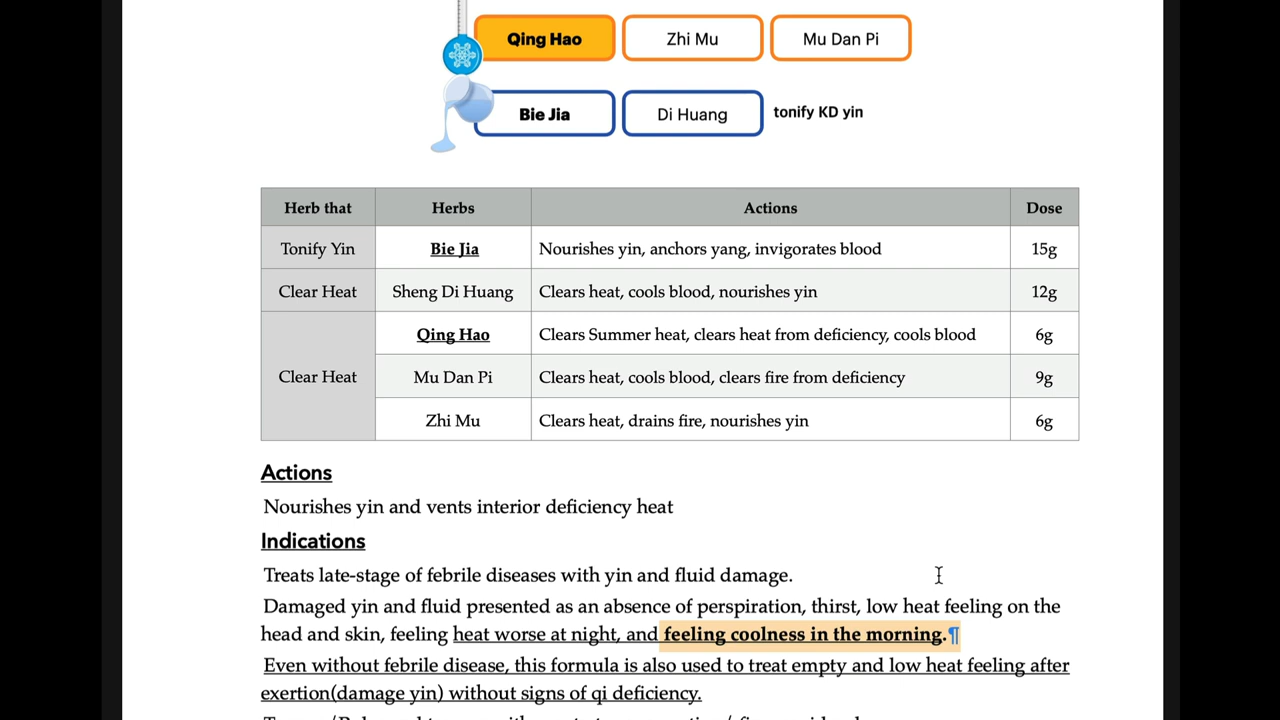 Qing Hao Zhi Mu Mu Dan Pi
Bie Jia Di Huang tonify KD yin
Herb that Herbs Actions Dose
Tonify Yin Bie Jia Nourishes yin, anchors yang, invigorates blood 15g
Clear Heat Sheng Di Huang Clears heat, cools blood, nourishes yin 12g
Qing Hao Clears Summer heat, clears heat from deficiency, cools blood 6g
Clear Heat Mu Dan Pi Clears heat, cools blood, clears fire from deficiency 9g
Zhi Mu Clears heat, drains fire, nourishes yin 6g
Actions
Nourishes yin and vents interior deficiency heat
Indications
Treats late-stage of febrile diseases with yin and fluid damage.
Damaged yin and fluid presented as an absence of perspiration, thirst, low heat feeling on the
head and skin, feeling heat worse at night, and feeling coolness in the morning.¶
Even without febrile disease, this formula is also used to treat empty and low heat feeling after
exertion(damage yin) without signs of qi deficiency.